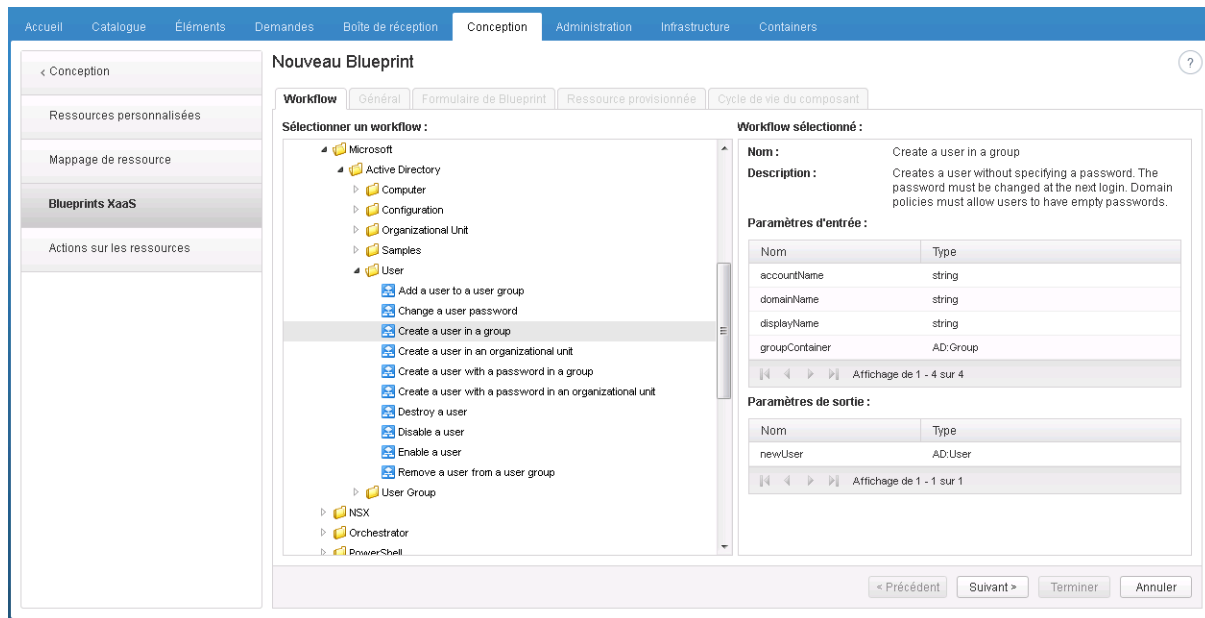 Accueil Catalogue Éléments Demandes Boîte de réception Conception Administration Infrastructure Containers
< Conception
Ressources personnalisées
Mappage de ressource
Blueprints XaaS
Actions sur les ressources
Nouveau Blueprint
?
Workflow Général Formulaire de Blueprint Ressource provisionnée Cycle de vie du composant
Sélectionner un workflow :
Microsoft
Active Directory
Computer
Configuration
Organizational Unit
Samples
User
Add a user to a user group
Change a user password
Create a user in a group
Create a user in an organizational unit
Create a user with a password in a group
Create a user with a password in an organizational unit
Destroy a user
Disable a user
Enable a user
Remove a user from a user group
User Group
NSX
Orchestrator
PowerShell
Workflow sélectionné :
Nom : Create a user in a group
Description : Creates a user without specifying a password. The
password must be changed at the next login. Domain
policies must allow users to have empty passwords.
Paramètres d'entrée :
Nom Type
accountName string
domainName string
displayName string
groupContainer AD:Group
Affichage de 1 - 4 sur 4
Paramètres de sortie :
Nom Type
newUser AD:User
Affichage de 1 - 1 sur 1
< Précédent Suivant > Terminer Annuler